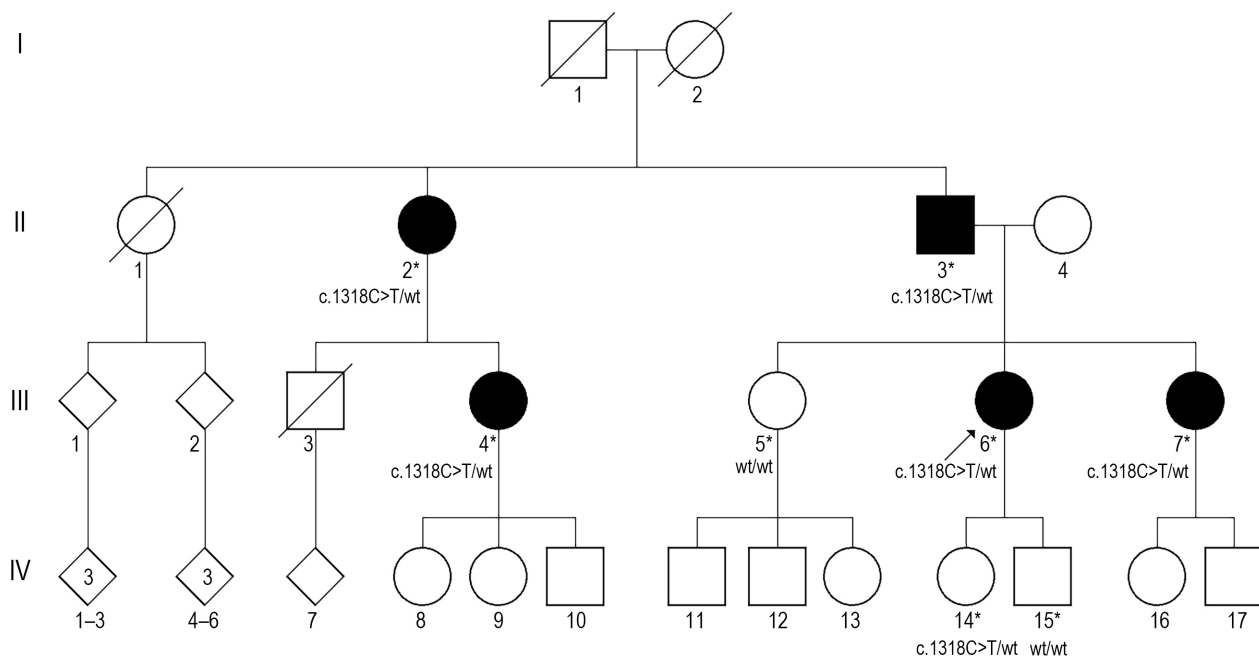 I
1 2
II
1 2* 3* 4
c.1318C>T/wt c.1318C>T/wt
III
1 2 3 4* 5* 6* 7*
c.1318C>T/wt wt/wt c.1318C>T/wt c.1318C>T/wt
IV
3 3
1–3 4–6 7 8 9 10 11 12 13 14* 15* 16 17
c.1318C>T/wt wt/wt